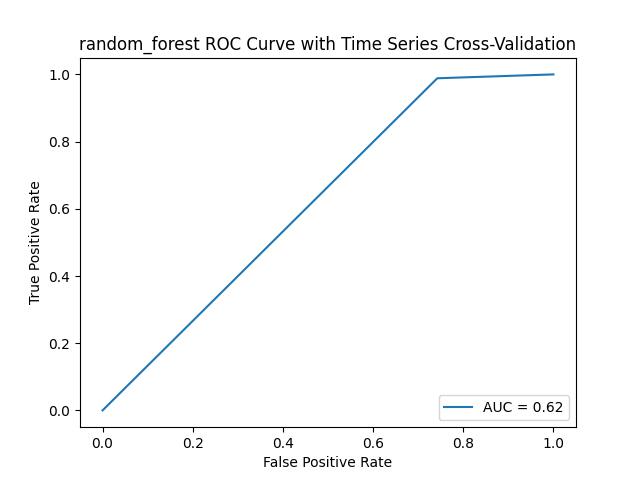 random_forest ROC Curve with Time Series Cross-Validation
True Positive Rate
1.0
0.8
0.6
0.4
0.2
0.0
AUC = 0.62
0.0 0.2 0.4 0.6 0.8 1.0
False Positive Rate